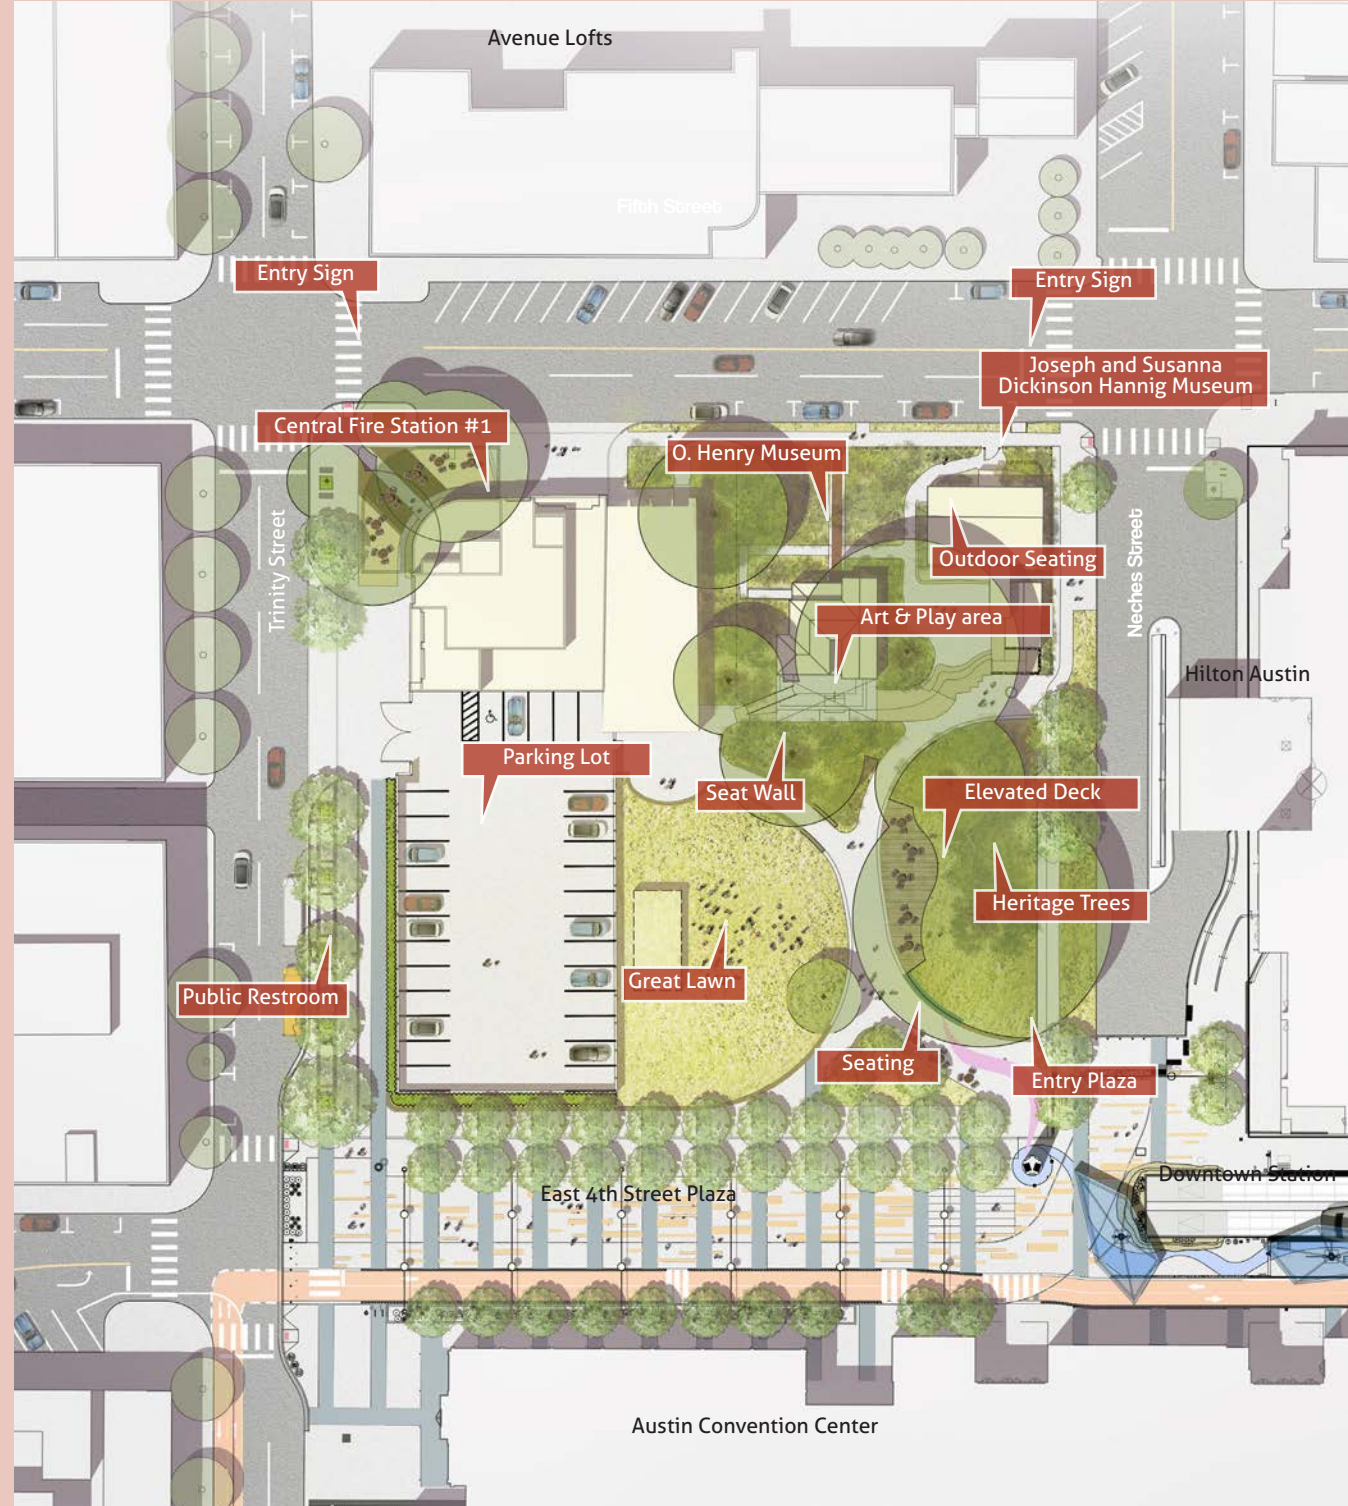 Avenue Lofts
Fifth Street
Entry Sign
Entry Sign
Joseph and Susanna
Dickinson Hannig Museum
Central Fire Station #1
O. Henry Museum
Trinity Street
Outdoor Seating
Neches Street
Art & Play area
Hilton Austin
Parking Lot
Seat Wall
Elevated Deck
Heritage Trees
Great Lawn
Public Restroom
Seating
Entry Plaza
Downtown Station
East 4th Street Plaza
Austin Convention Center